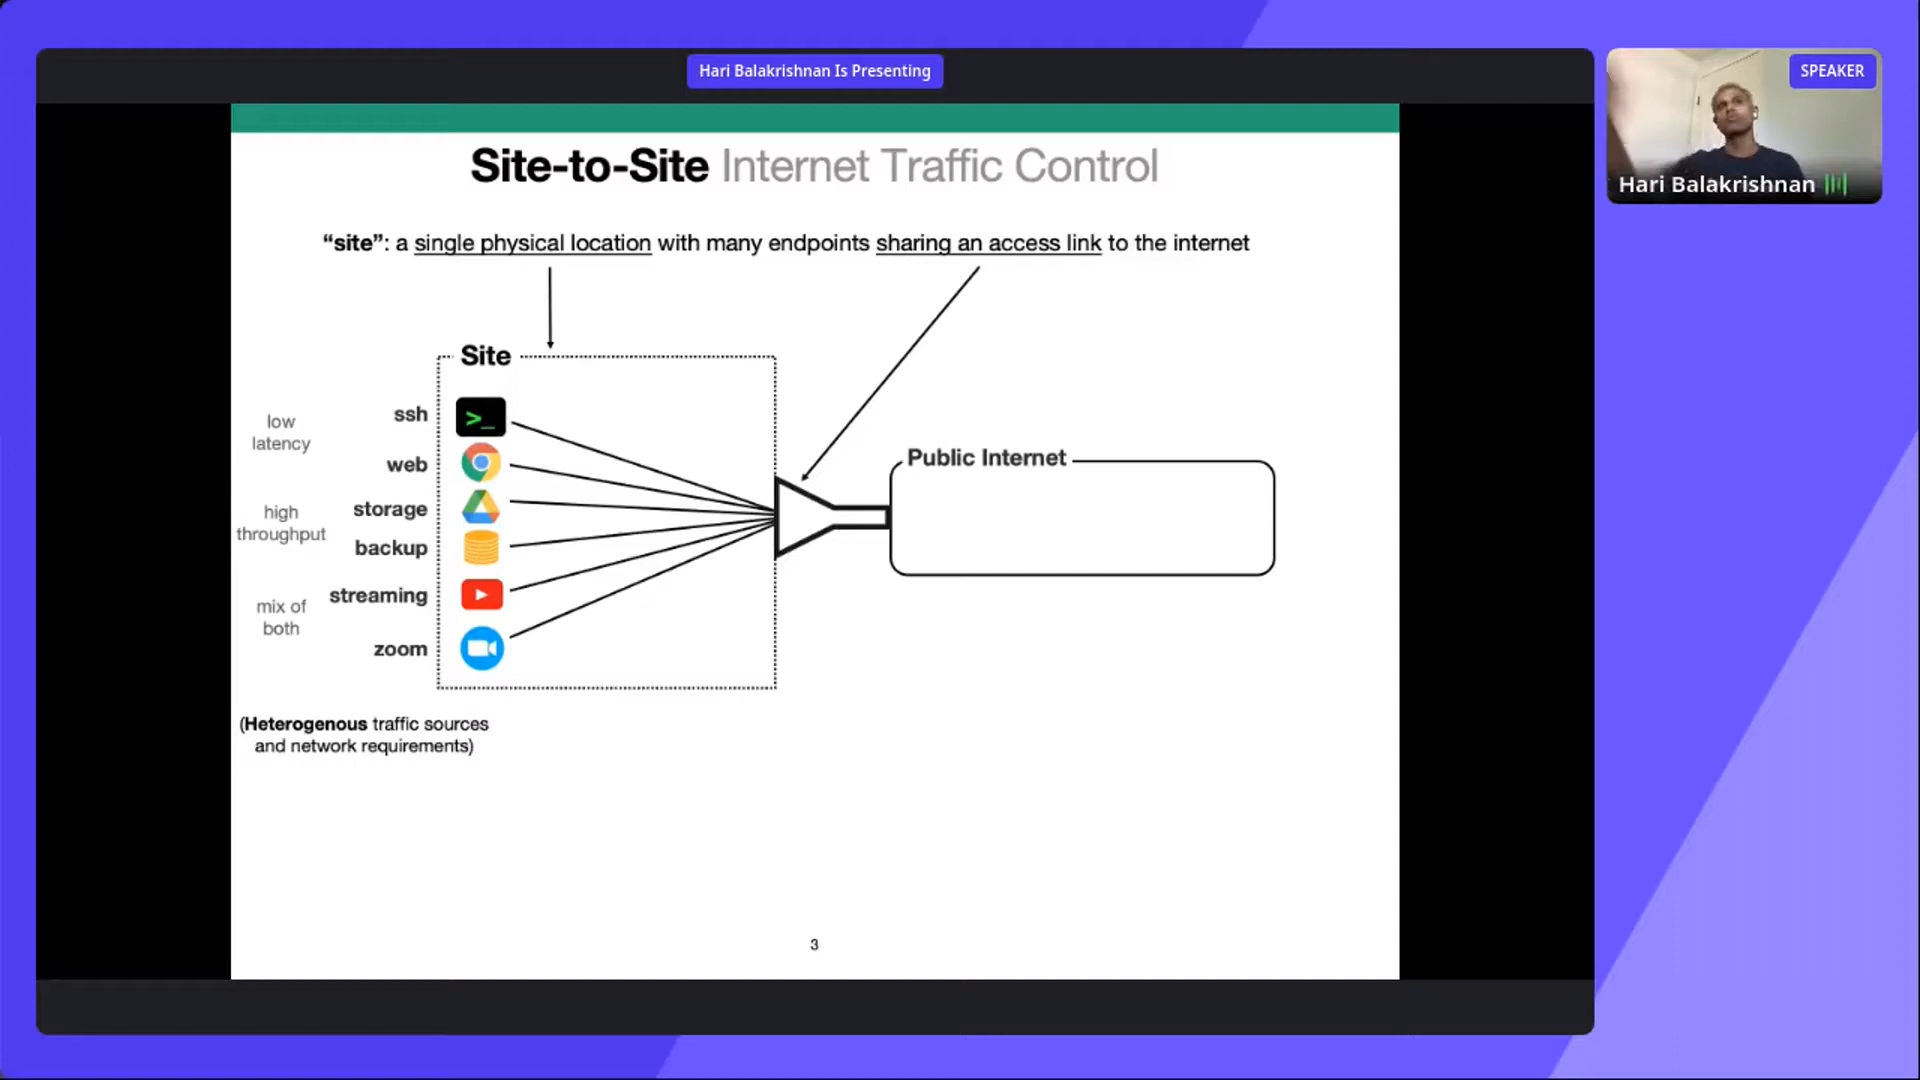 Hari Balakrishnan Is Presenting
SPEAKER
Hari Balakrishnan
Site-to-Site Internet Traffic Control
“site”: a single physical location with many endpoints sharing an access link to the internet
Site
low
latency
ssh
>_
web
high
throughput
storage
backup
mix of
both
streaming
zoom
Public Internet
(Heterogenous traffic sources
and network requirements)
3